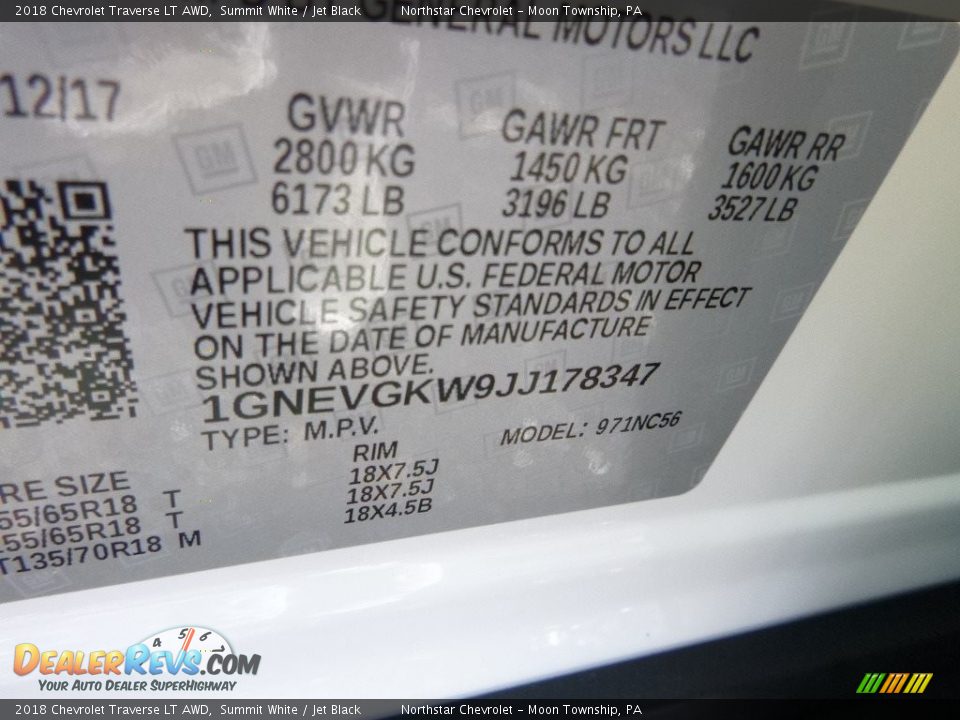 2018 Chevrolet Traverse LT AWD, Summit White / Jet Black Northstar Chevrolet – Moon Township, PA
GENERAL MOTORS LLC
12/17
GVWR GAWR FRT GAWR RR
2800 KG 1450 KG 1600 KG
6173 LB 3196 LB 3527 LB
THIS VEHICLE CONFORMS TO ALL
APPLICABLE U.S. FEDERAL MOTOR
VEHICLE SAFETY STANDARDS IN EFFECT
ON THE DATE OF MANUFACTURE
SHOWN ABOVE.
1GNEVGKW9JJ178347
TYPE: M.P.V. MODEL: 971NC56
RE SIZE RIM
55/65R18 T 18X7.5J
55/65R18 T 18X7.5J
T135/70R18 M 18X4.5B
GM
4 5 6
DealerRevs.com
Your Auto Dealer SuperHighway
2018 Chevrolet Traverse LT AWD, Summit White / Jet Black Northstar Chevrolet – Moon Township, PA